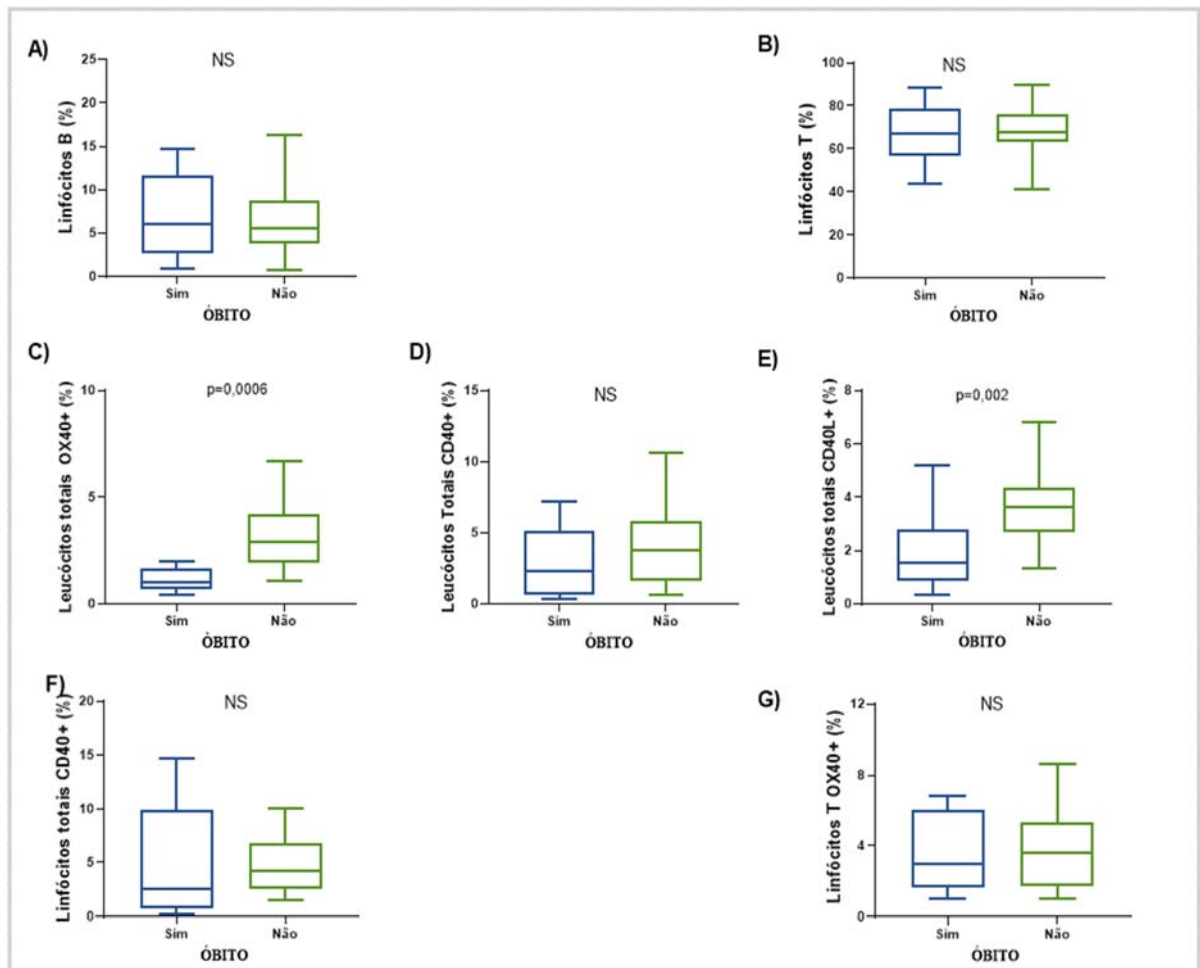 A)
NS
Linfócitos B (%)
25
20
15
10
5
0
Sim
Não
ÓBITO
B)
NS
Linfócitos T (%)
100
80
60
40
20
0
Sim
Não
ÓBITO
C)
p=0,0006
Leucócitos totais OX40+ (%)
10
5
0
Sim
Não
ÓBITO
D)
NS
Leucócitos Totais CD40+ (%)
15
10
5
0
Sim
Não
ÓBITO
E)
p=0,002
Leucócitos totais CD40L+ (%)
8
6
4
2
0
Sim
Não
ÓBITO
F)
NS
Linfócitos totais CD40+ (%)
20
15
10
5
0
Sim
Não
ÓBITO
G)
NS
Linfócitos T OX40+ (%)
12
8
4
0
Sim
Não
ÓBITO